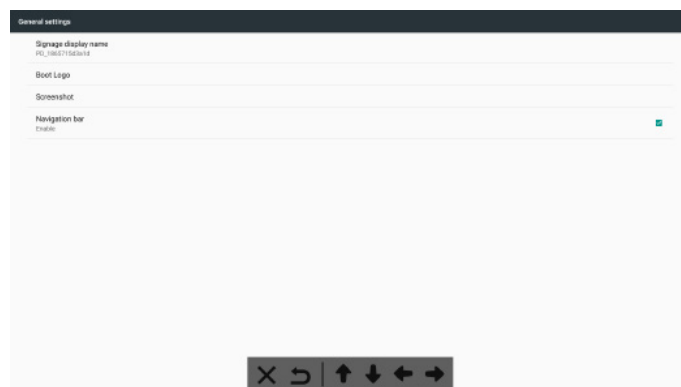 General settings
Signage display name
Boot Logo
Screenshot
Navigation bar
Enable